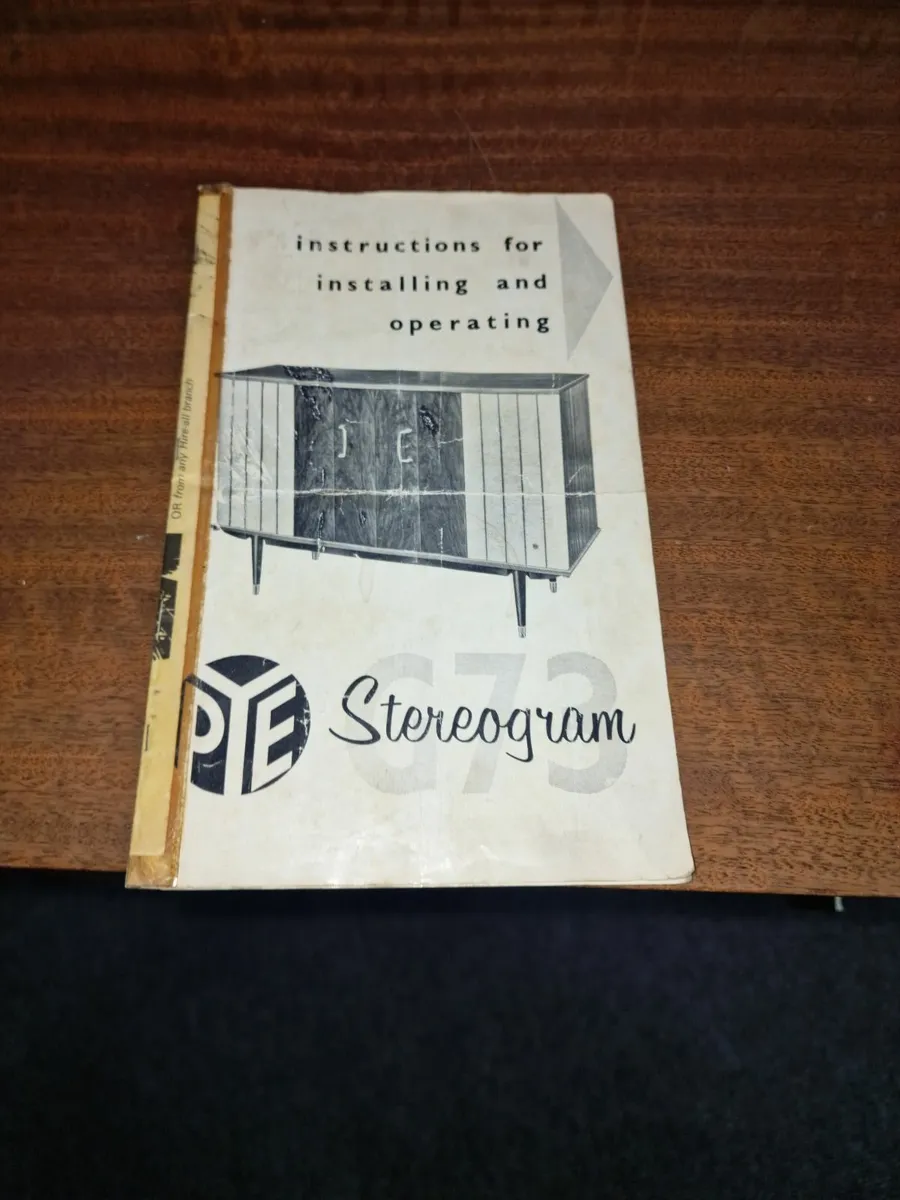 instructions for
installing and
operating
OR from any Hire-all branch
PYE
Stereogram
G73